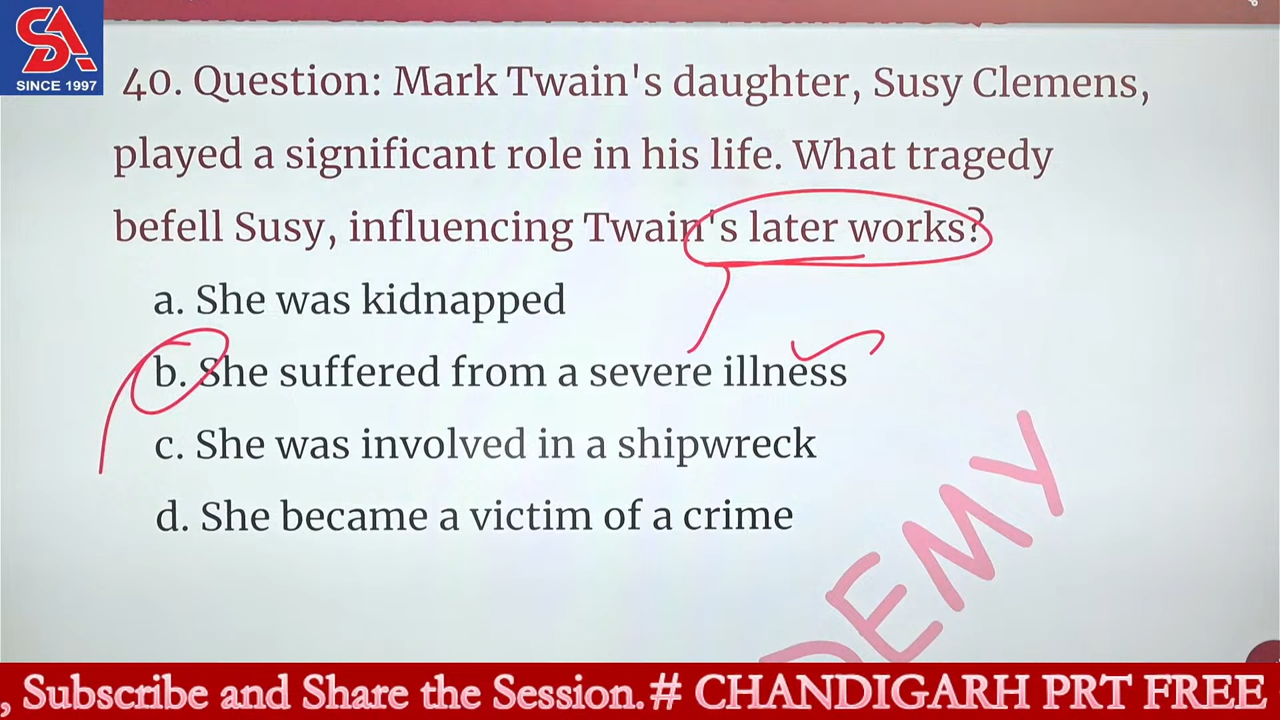 SA
SINCE 1997
40. Question: Mark Twain's daughter, Susy Clemens,
played a significant role in his life. What tragedy
befell Susy, influencing Twain's later works?
a. She was kidnapped
b. She suffered from a severe illness
c. She was involved in a shipwreck
d. She became a victim of a crime
DEMY
, Subscribe and Share the Session.# CHANDIGARH PRT FREE